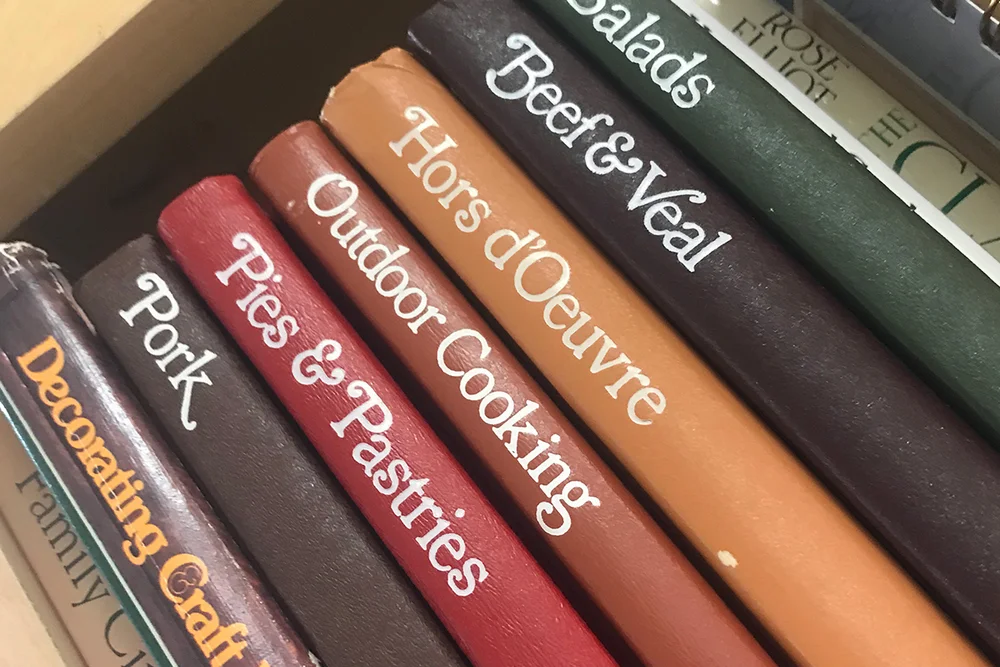 Family
Decorating & Craft
Pork
Pies & Pastries
Outdoor Cooking
Hors d'Oeuvre
Beef & Veal
Salads
ROSE
ELLIOT
THE